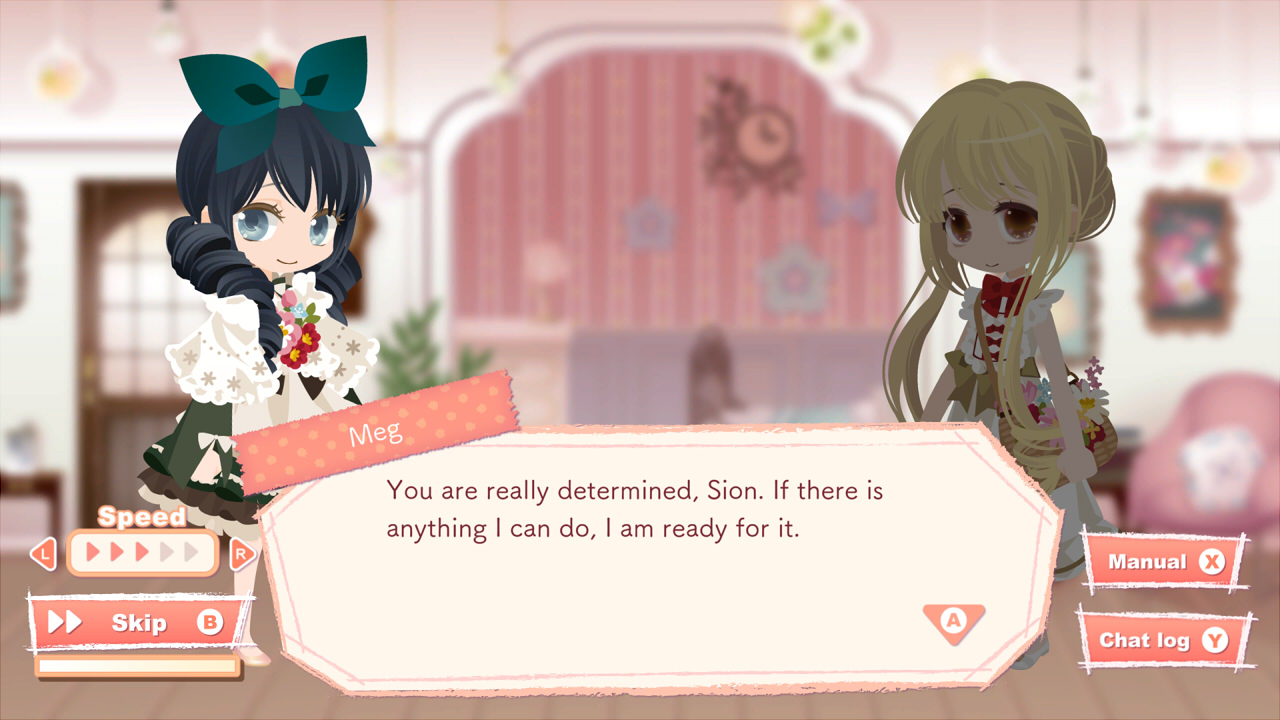 Meg
You are really determined, Sion. If there is
anything I can do, I am ready for it.
A
Speed
L
R
Skip B
Manual X
Chat log Y